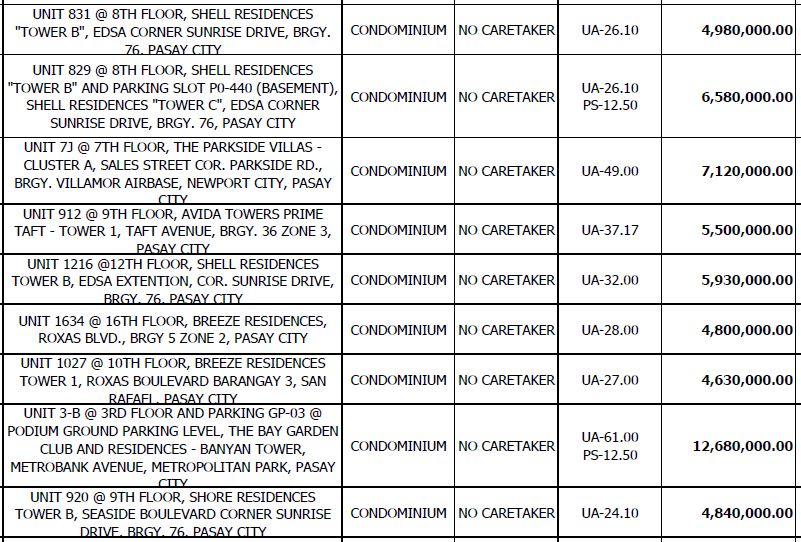 UNIT 831 @ 8TH FLOOR, SHELL RESIDENCES
"TOWER B", EDSA CORNER SUNRISE DRIVE, BRGY.
76, PASAY CITY
CONDOMINIUM
NO CARETAKER
UA-26.10
4,980,000.00
UNIT 829 @ 8TH FLOOR, SHELL RESIDENCES
"TOWER B" AND PARKING SLOT P0-440 (BASEMENT),
SHELL RESIDENCES "TOWER C", EDSA CORNER
SUNRISE DRIVE, BRGY. 76, PASAY CITY
CONDOMINIUM
NO CARETAKER
UA-26.10
PS-12.50
6,580,000.00
UNIT 7J @ 7TH FLOOR, THE PARKSIDE VILLAS -
CLUSTER A, SALES STREET COR. PARKSIDE RD.,
BRGY. VILLAMOR AIRBASE, NEWPORT CITY, PASAY
CITY
CONDOMINIUM
NO CARETAKER
UA-49.00
7,120,000.00
UNIT 912 @ 9TH FLOOR, AVIDA TOWERS PRIME
TAFT - TOWER 1, TAFT AVENUE, BRGY. 36 ZONE 3,
PASAY CITY
CONDOMINIUM
NO CARETAKER
UA-37.17
5,500,000.00
UNIT 1216 @12TH FLOOR, SHELL RESIDENCES
TOWER B, EDSA EXTENTION, COR. SUNRISE DRIVE,
BRGY. 76, PASAY CITY
CONDOMINIUM
NO CARETAKER
UA-32.00
5,930,000.00
UNIT 1634 @ 16TH FLOOR, BREEZE RESIDENCES,
ROXAS BLVD., BRGY 5 ZONE 2, PASAY CITY
CONDOMINIUM
NO CARETAKER
UA-28.00
4,800,000.00
UNIT 1027 @ 10TH FLOOR, BREEZE RESIDENCES
TOWER 1, ROXAS BOULEVARD BARANGAY 3, SAN
RAFAEL, PASAY CITY
CONDOMINIUM
NO CARETAKER
UA-27.00
4,630,000.00
UNIT 3-B @ 3RD FLOOR AND PARKING GP-03 @
PODIUM GROUND PARKING LEVEL, THE BAY GARDEN
CLUB AND RESIDENCES - BANYAN TOWER,
METROBANK AVENUE, METROPOLITAN PARK, PASAY
CITY
CONDOMINIUM
NO CARETAKER
UA-61.00
PS-12.50
12,680,000.00
UNIT 920 @ 9TH FLOOR, SHORE RESIDENCES
TOWER B, SEASIDE BOULEVARD CORNER SUNRISE
DRIVE, BRGY. 76, PASAY CITY
CONDOMINIUM
NO CARETAKER
UA-24.10
4,840,000.00